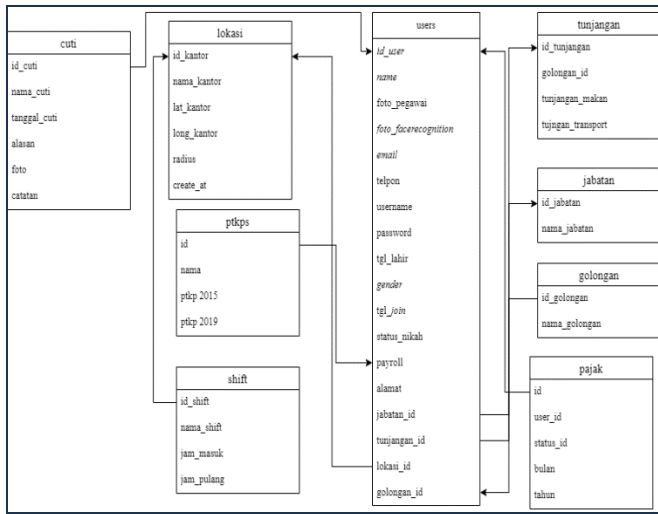 cuti
id_cuti
nama_cuti
tanggal_cuti
alasan
foto
catatan
lokasi
id_kantor
nama_kantor
lat_kantor
long_kantor
radius
create_at
ptkps
id
nama
ptkp 2015
ptkp 2019
shift
id_shift
nama_shift
jam_masuk
jam_pulang
users
id_user
name
foto_pegawai
foto_facerecognition
email
telpon
username
password
tgl_lahir
gender
tgl_join
status_nikah
payroll
alamat
jabatan_id
tunjangan_id
lokasi_id
golongan_id
tunjangan
id_tunjangan
golongan_id
tunjangan_makan
tujngan_transport
jabatan
id_jabatan
nama_jabatan
golongan
id_golongan
nama_golongan
pajak
id
user_id
status_id
bulan
tahun